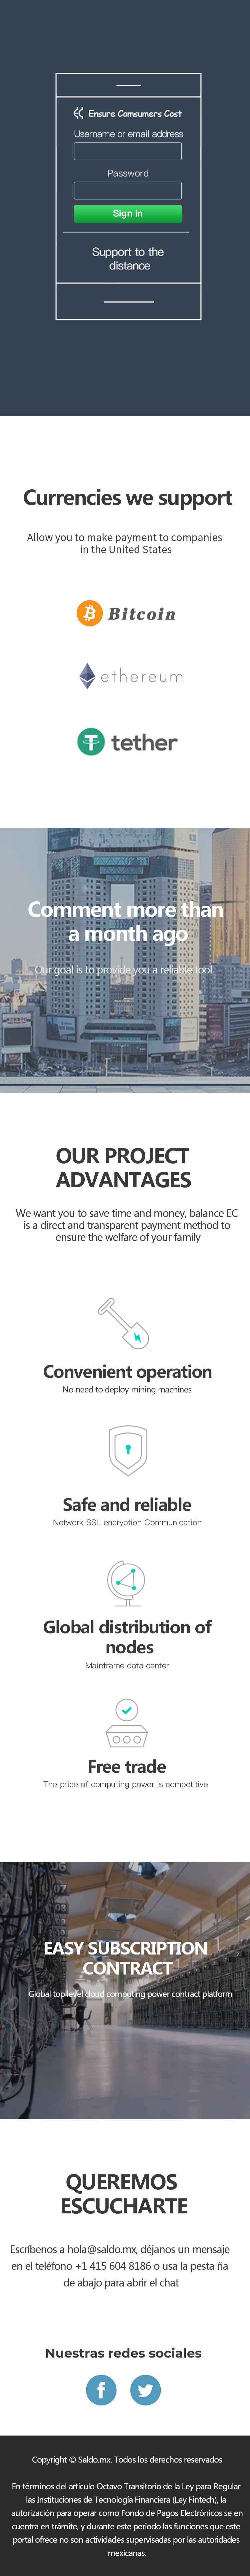 Ensure Comsumers Cost
Username or email address
Password
Sign in
Support to the
distance
Currencies we support
Allow you to make payment to companies
in the United States
Bitcoin
ethereum
tether
Comment more than
a month ago
Our goal is to provide you a reliable tool
OUR PROJECT
ADVANTAGES
We want you to save time and money, balance EC
is a direct and transparent payment method to
ensure the welfare of your family
Convenient operation
No need to deploy mining machines
Safe and reliable
Network SSL encryption Communication
Global distribution of
nodes
Mainframe data center
Free trade
The price of computing power is competitive
EASY SUBSCRIPTION
CONTRACT
Global top level cloud computing power contract platform
QUEREMOS
ESCUCHARTE
Escríbenos a hola@saldo.mx, déjanos un mensaje
en el teléfono +1 415 604 8186 o usa la pesta ña
de abajo para abrir el chat
Nuestras redes sociales
Copyright © Saldo.mx. Todos los derechos reservados
En términos del artículo Octavo Transitorio de la Ley para Regular
las Instituciones de Tecnología Financiera (Ley Fintech), la
autorización para operar como Fondo de Pagos Electrónicos se en
cuentra en trámite, y durante este periodo las funciones que este
portal ofrece no son actividades supervisadas por las autoridades
mexicanas.